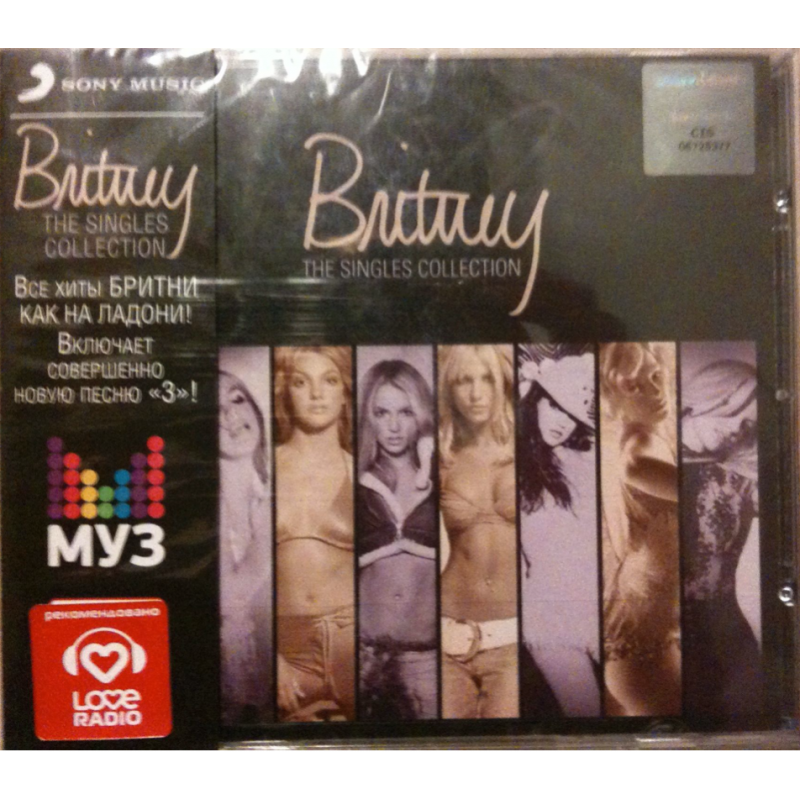 SONY MUSIC
Britney
THE SINGLES
COLLECTION
Все хиты БРИТНИ
КАК НА ЛАДОНИ!
Включает
совершенно
новую песню «3»!
МУЗ
рекомендовано
LOVE
RADIO
Britney
THE SINGLES COLLECTION
CIS